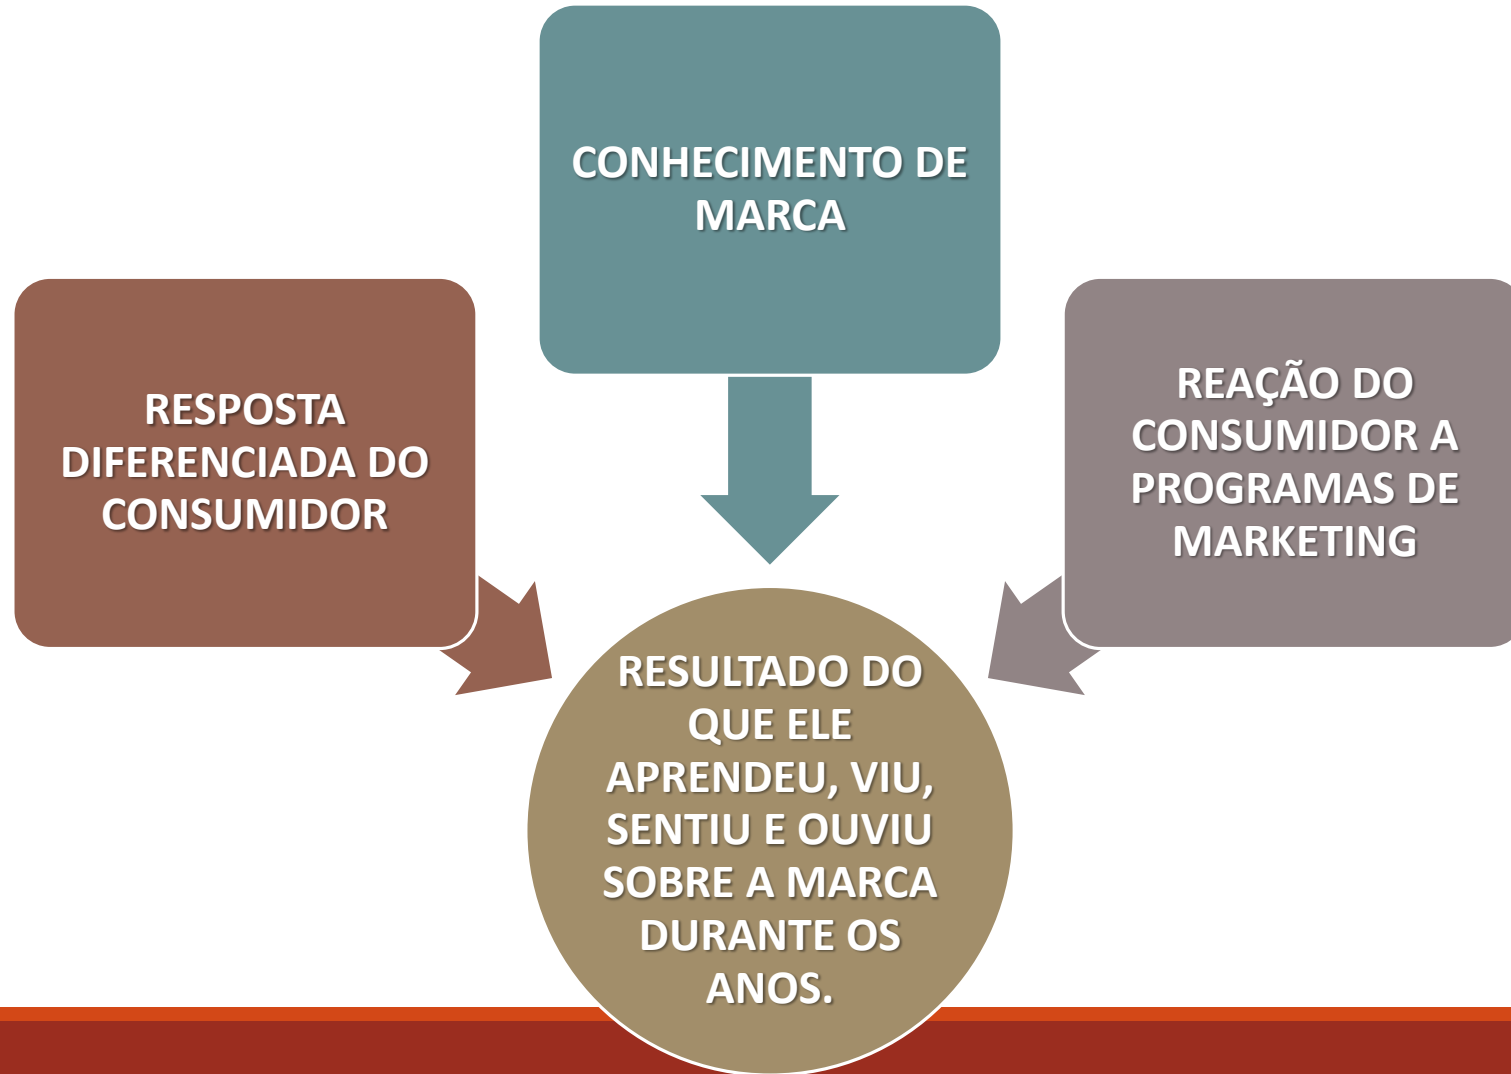 CONHECIMENTO DE
MARCA
RESPOSTA
DIFERENCIADA DO
CONSUMIDOR
REAÇÃO DO
CONSUMIDOR A
PROGRAMAS DE
MARKETING
RESULTADO DO
QUE ELE
APRENDEU, VIU,
SENTIU E OUVIU
SOBRE A MARCA
DURANTE OS
ANOS.